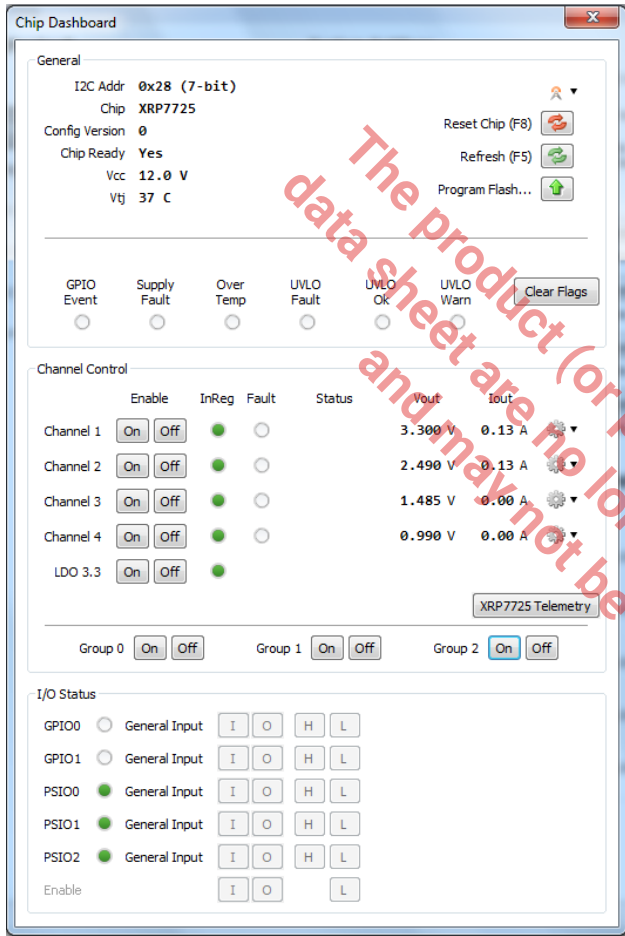 Chip Dashboard
General
I2C Addr 0x28 (7-bit)
Chip XRP7725
Config Version 0
Reset Chip (F8)
Chip Ready Yes
Refresh (F5)
Vcc 12.0 V
Program Flash...
Vtj 37 C
GPIO Event Supply Fault Over Temp UVLO Fault UVLO Ok UVLO Warn Clear Flags
Channel Control
Enable InReg Fault Status Vout Iout
Channel 1 On Off 3.300 V 0.13 A
Channel 2 On Off 2.490 V 0.13 A
Channel 3 On Off 1.485 V 0.00 A
Channel 4 On Off 0.990 V 0.00 A
LDO 3.3 On Off
XRP7725 Telemetry
Group 0 On Off Group 1 On Off Group 2 On Off
I/O Status
GPIO0 General Input I O H L
GPIO1 General Input I O H L
PSIO0 General Input I O H L
PSIO1 General Input I O H L
PSIO2 General Input I O H L
Enable I O L
The product (or
data sheet are no lon
and may not be